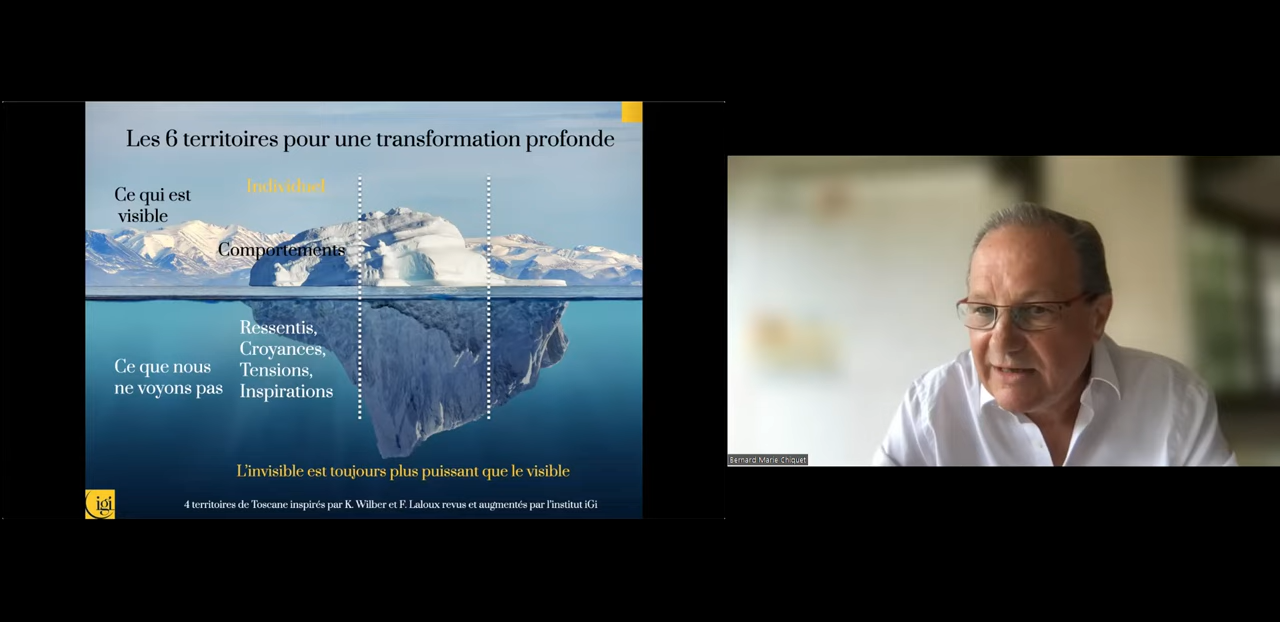 Les 6 territoires pour une transformation profonde
Ce qui est
visible
Individuel
Comportements
Ressentis,
Croyances,
Tensions,
Inspirations
Ce que nous
ne voyons pas
L'invisible est toujours plus puissant que le visible
igi
4 territoires de Toscane inspirés par K. Wilber et F. Laloux revus et augmentés par l'institut iGi
Bernard Marie Chiquet